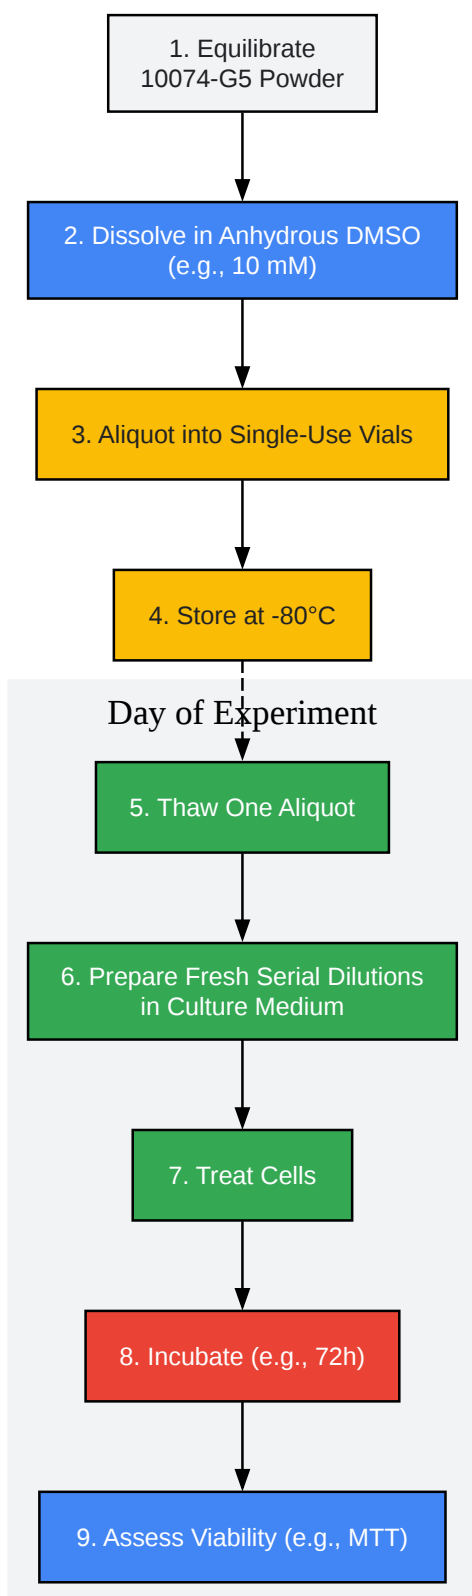 1. Equilibrate
10074-G5 Powder
2. Dissolve in Anhydrous DMSO
(e.g., 10 mM)
3. Aliquot into Single-Use Vials
4. Store at -80°C
Day of Experiment
5. Thaw One Aliquot
6. Prepare Fresh Serial Dilutions
in Culture Medium
7. Treat Cells
8. Incubate (e.g., 72h)
9. Assess Viability (e.g., MTT)